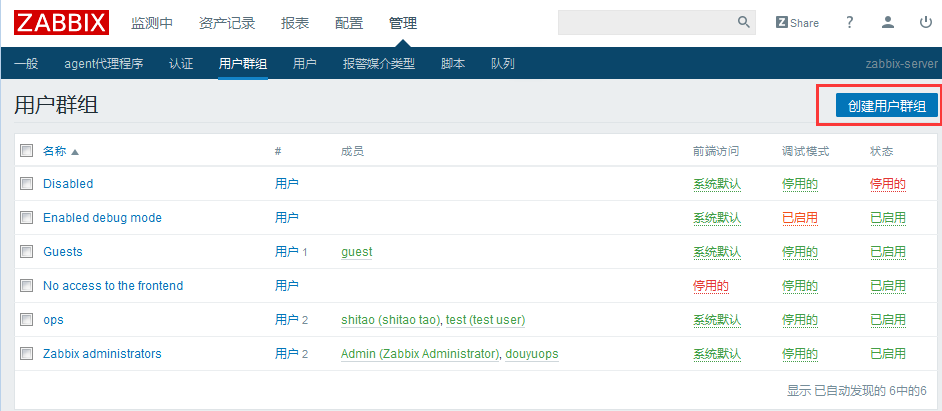 ZABBIX 监测中 资产记录 报表 配置 管理 Z Share ?
一般 agent代理程序 认证 用户群组 用户 报警媒介类型 脚本 队列 zabbix-server
用户群组 创建用户群组
名称 # 成员 前端访问 调试模式 状态
Disabled 用户 系统默认 停用的 停用的
Enabled debug mode 用户 系统默认 已启用 已启用
Guests 用户 1 guest 系统默认 停用的 已启用
No access to the frontend 用户 停用的 停用的 已启用
ops 用户 2 shitao (shitao tao), test (test user) 系统默认 停用的 已启用
Zabbix administrators 用户 2 Admin (Zabbix Administrator), douyuops 系统默认 停用的 已启用
显示 已自动发现的 6中的6